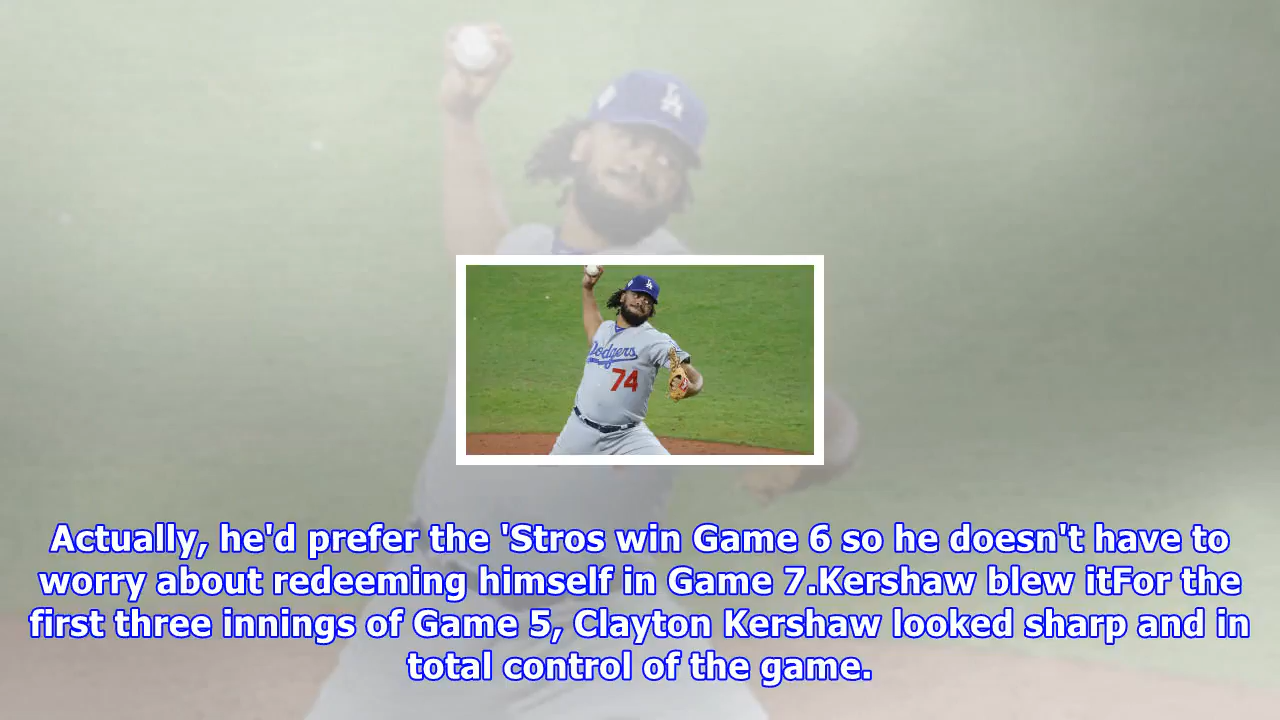 LA
Dodgers
74
Actually, he'd prefer the 'Stros win Game 6 so he doesn't have to
worry about redeeming himself in Game 7.Kershaw blew itFor the
first three innings of Game 5, Clayton Kershaw looked sharp and in
total control of the game.